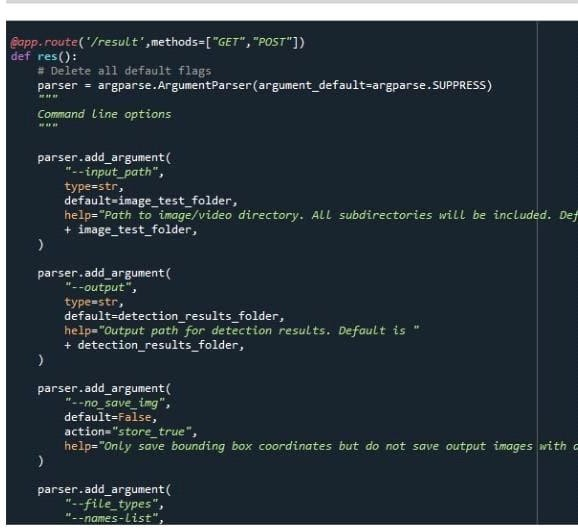 @app.route('/result',methods=["GET","POST"])
def res():
    # Delete all default flags
    parser = argparse.ArgumentParser(argument_default=argparse.SUPPRESS)
    """
    Command line options
    """
    parser.add_argument(
        "--input_path",
        type=str,
        default=image_test_folder,
        help="Path to image/video directory. All subdirectories will be included. Def
        + image_test_folder,
    )
    parser.add_argument(
        "--output",
        type=str,
        default=detection_results_folder,
        help="Output path for detection results. Default is "
        + detection_results_folder,
    )
    parser.add_argument(
        "--no_save_img",
        default=False,
        action="store_true",
        help="Only save bounding box coordinates but do not save output images with
    )
    parser.add_argument(
        "--file_types",
        "--names-list",